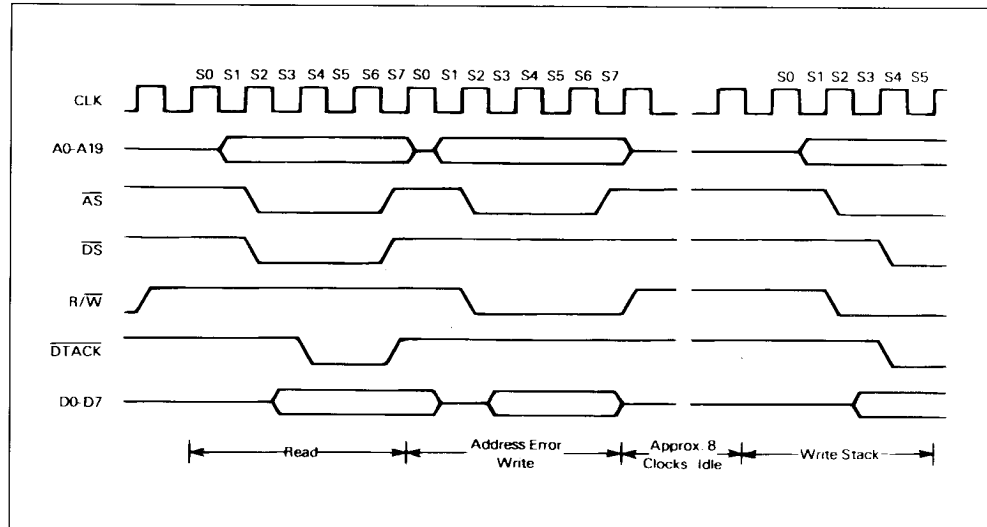 S0 S1 S2 S3 S4 S5 S6 S7 S0 S1 S2 S3 S4 S5 S6 S7 S0 S1 S2 S3 S4 S5
CLK
A0-A19
AS
DS
R/W
DTACK
D0-D7
Read
Address Error
Write
Approx. 8
Clocks Idle
Write Stack